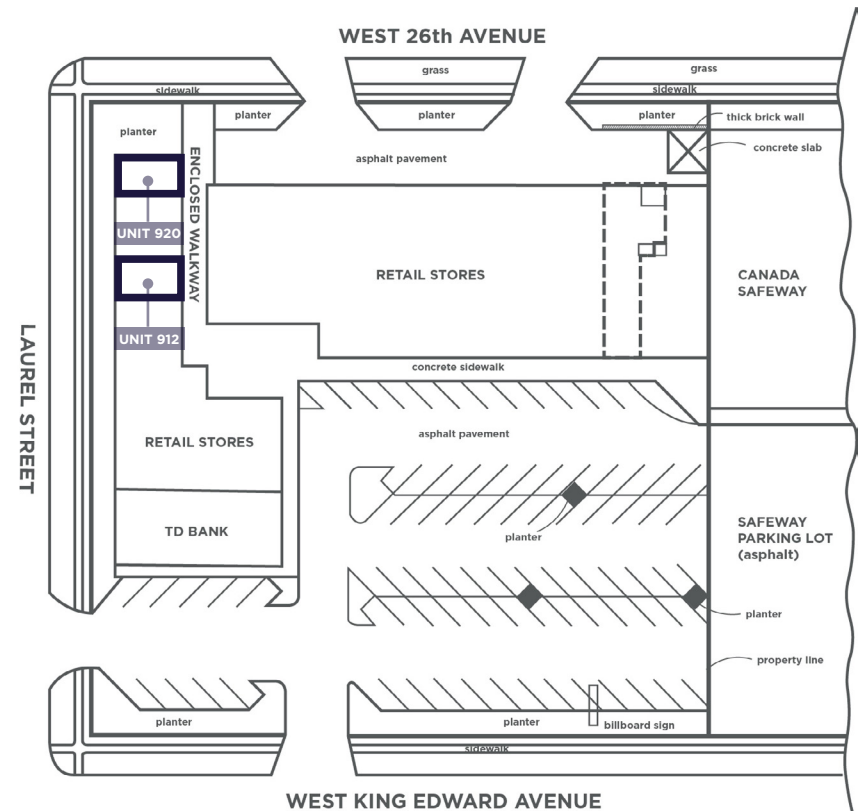 WEST 26th AVENUE
grass
grass
sidewalk
sidewalk
planter
planter
planter
thick brick wall
planter
concrete slab
asphalt pavement
ENCLOSED WALKWAY
UNIT 920
RETAIL STORES
CANADA
SAFEWAY
UNIT 912
LAUREL STREET
concrete sidewalk
asphalt pavement
RETAIL STORES
TD BANK
planter
SAFEWAY
PARKING LOT
(asphalt)
planter
property line
planter
planter
billboard sign
sidewalk
WEST KING EDWARD AVENUE